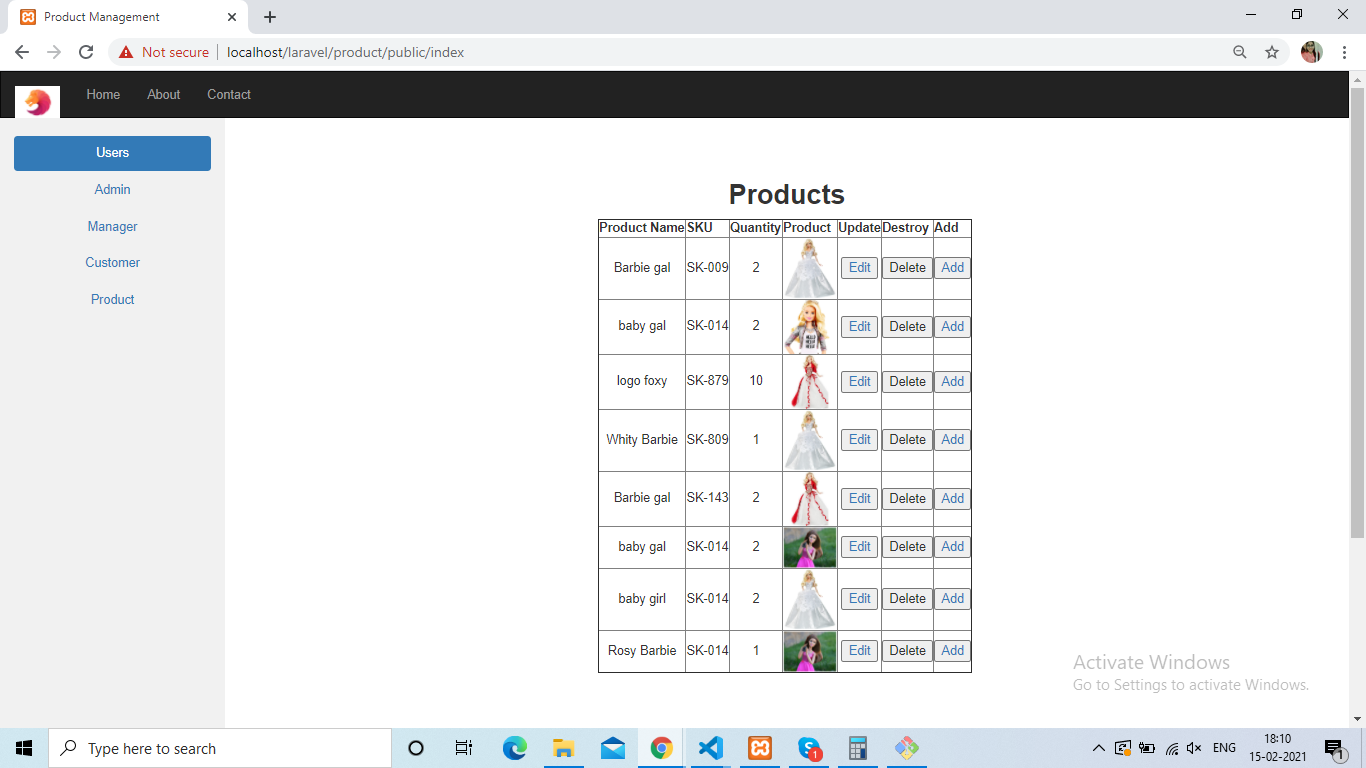 Product Management
Not secure localhost/laravel/product/public/index
Home About Contact
Users
Admin
Manager
Customer
Product
Products
Product Name SKU Quantity Product Update Destroy Add
Barbie gal SK-009 2 Edit Delete Add
baby gal SK-014 2 Edit Delete Add
logo foxy SK-879 10 Edit Delete Add
Whity Barbie SK-809 1 Edit Delete Add
Barbie gal SK-143 2 Edit Delete Add
baby gal SK-014 2 Edit Delete Add
baby girl SK-014 2 Edit Delete Add
Rosy Barbie SK-014 1 Edit Delete Add
Activate Windows
Go to Settings to activate Windows.
Type here to search
1
ENG
18:10
15-02-2021
1